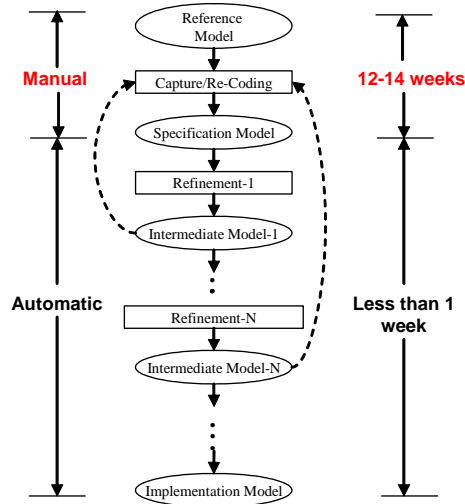 Reference
Model
Manual
Capture/Re-Coding
12-14 weeks
Specification Model
Refinement-1
Intermediate Model-1
Automatic
Less than 1
week
Refinement-N
Intermediate Model-N
Implementation Model